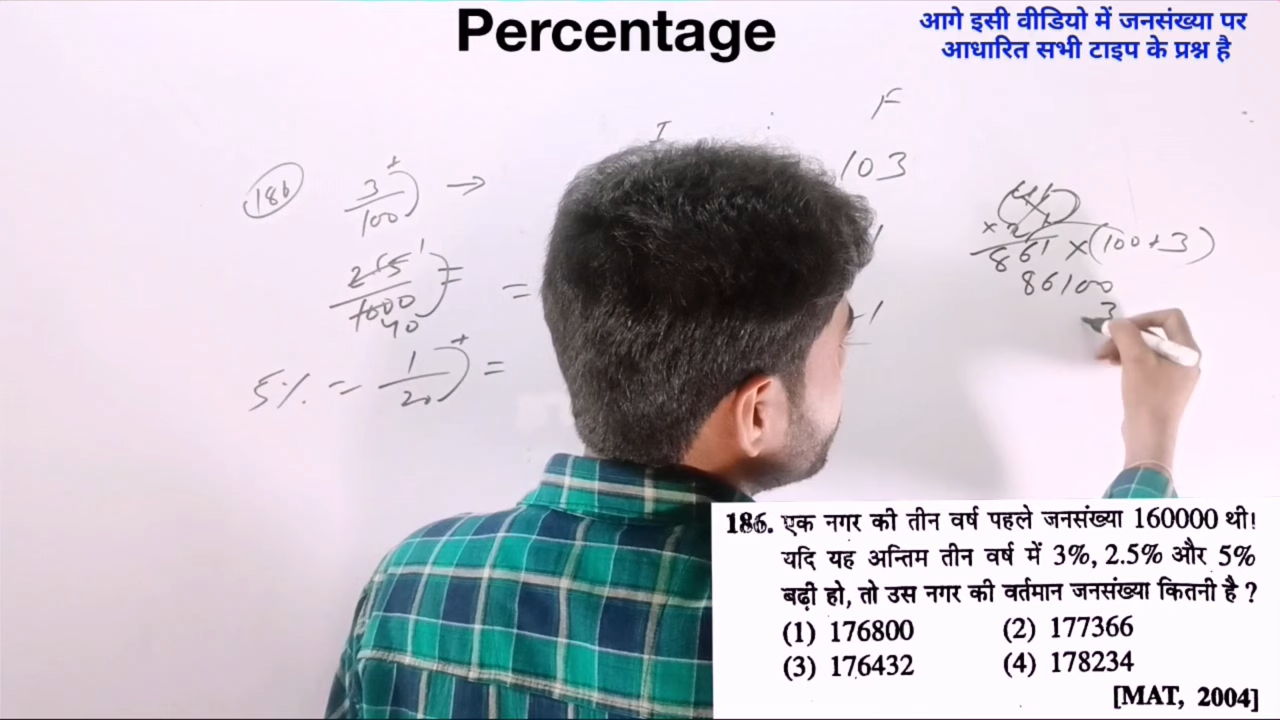 Percentage
आगे इसी वीडियो में जनसंख्या पर
आधारित सभी टाइप के प्रश्न है
I
F
186
3/100 + →
103
25/1000 1 40 =
=
5% = 1/20 + =
861 × (100 + 3)
86100
3
186. एक नगर की तीन वर्ष पहले जनसंख्या 160000 थी!
यदि यह अन्तिम तीन वर्ष में 3%, 2.5% और 5%
बढ़ी हो, तो उस नगर की वर्तमान जनसंख्या कितनी है ?
(1) 176800 (2) 177366
(3) 176432 (4) 178234
[MAT, 2004]